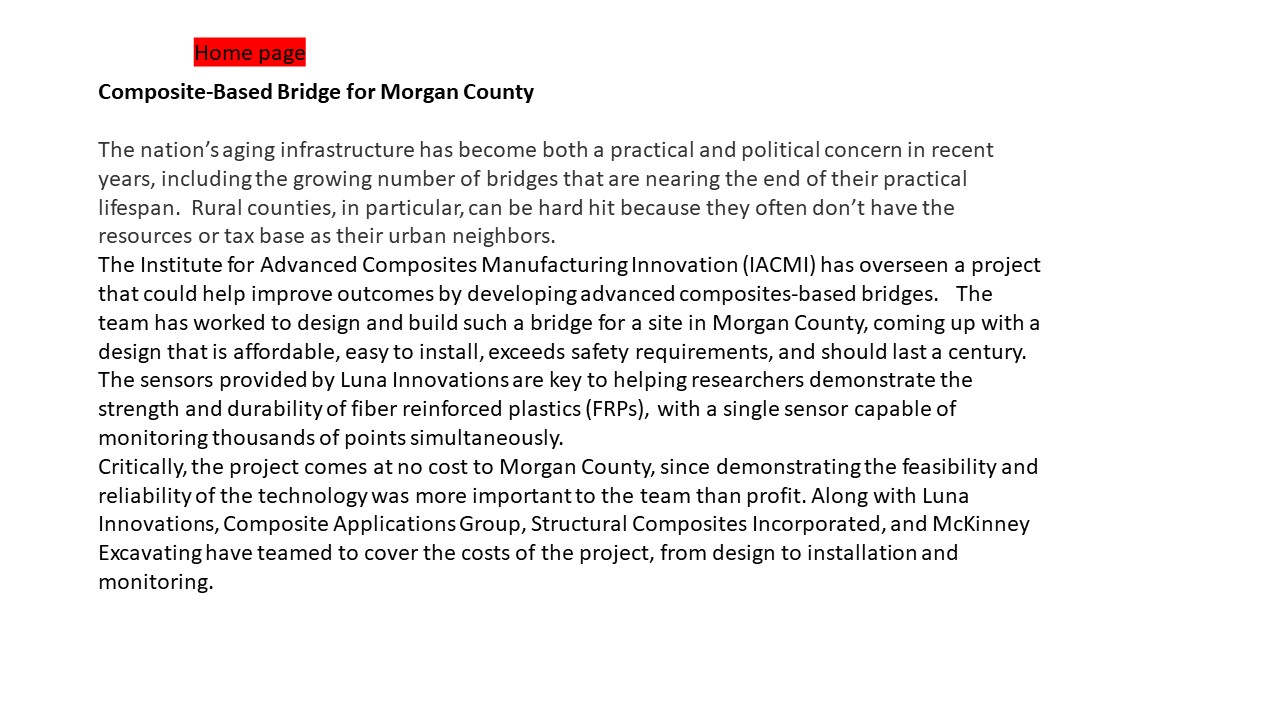 Home page
Composite-Based Bridge for Morgan County
The nation’s aging infrastructure has become both a practical and political concern in recent
years, including the growing number of bridges that are nearing the end of their practical
lifespan.  Rural counties, in particular, can be hard hit because they often don’t have the
resources or tax base as their urban neighbors.
The Institute for Advanced Composites Manufacturing Innovation (IACMI) has overseen a project
that could help improve outcomes by developing advanced composites-based bridges.   The
team has worked to design and build such a bridge for a site in Morgan County, coming up with a
design that is affordable, easy to install, exceeds safety requirements, and should last a century.
The sensors provided by Luna Innovations are key to helping researchers demonstrate the
strength and durability of fiber reinforced plastics (FRPs),  with a single sensor capable of
monitoring thousands of points simultaneously.
Critically, the project comes at no cost to Morgan County, since demonstrating the feasibility and
reliability of the technology was more important to the team than profit. Along with Luna
Innovations, Composite Applications Group, Structural Composites Incorporated, and McKinney
Excavating have teamed to cover the costs of the project, from design to installation and
monitoring.